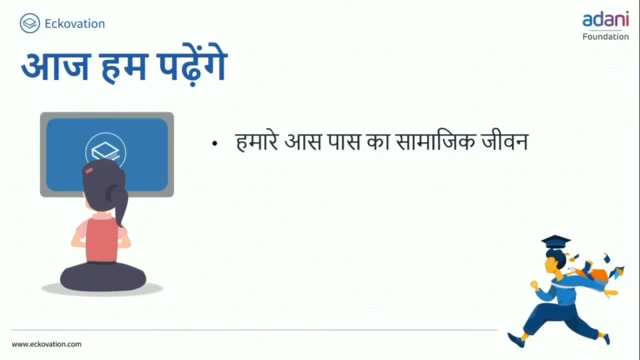 Eckovation
adani
Foundation
आज हम पढ़ेंगे
• हमारे आस पास का सामाजिक जीवन
www.eckovation.com